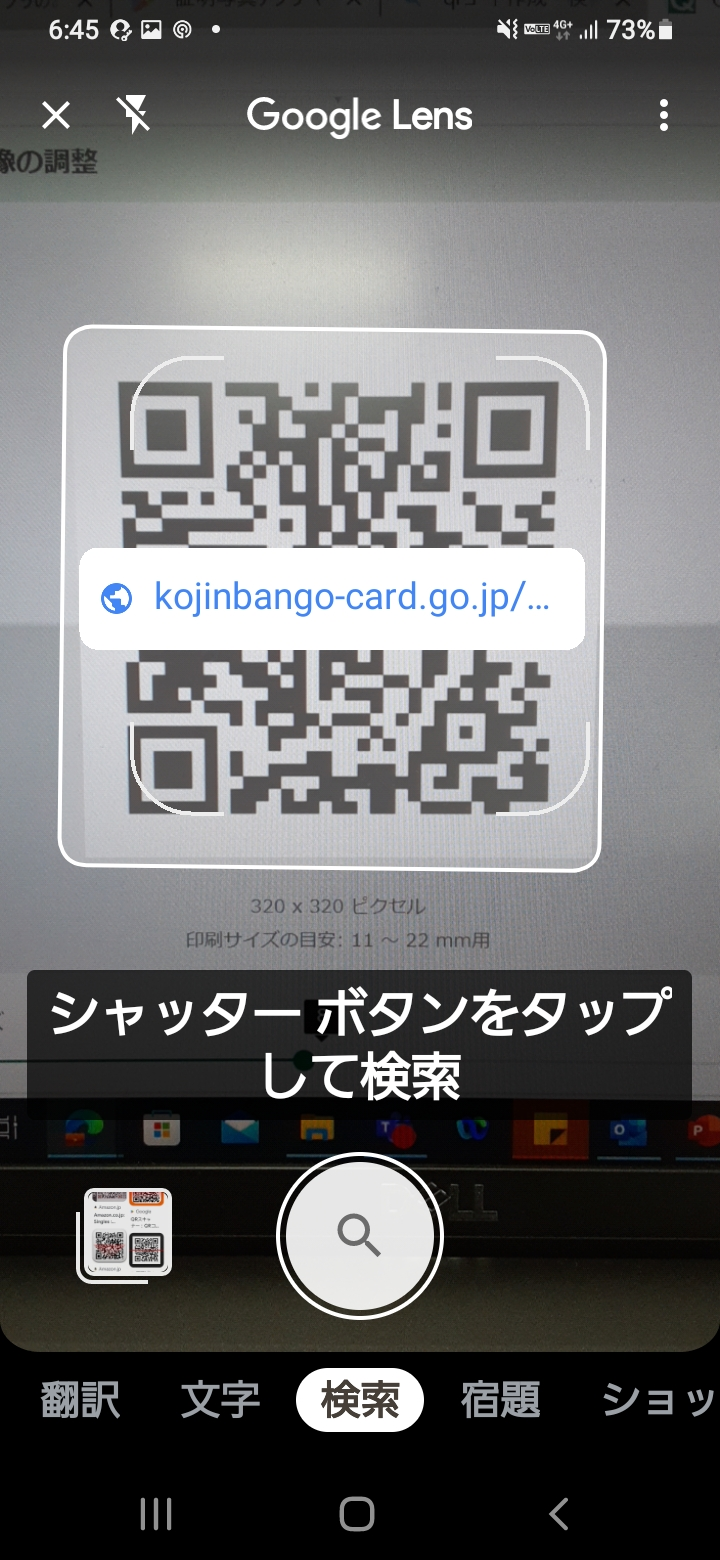 6:45
VoLTE 4G+ 73%
Google Lens
像の調整
kojinbango-card.go.jp/...
320 x 320 ピクセル
印刷サイズの目安: 11 ～ 22 mm用
シャッター ボタンをタップ
して検索
DELL
翻訳 文字 検索 宿題 ショッ